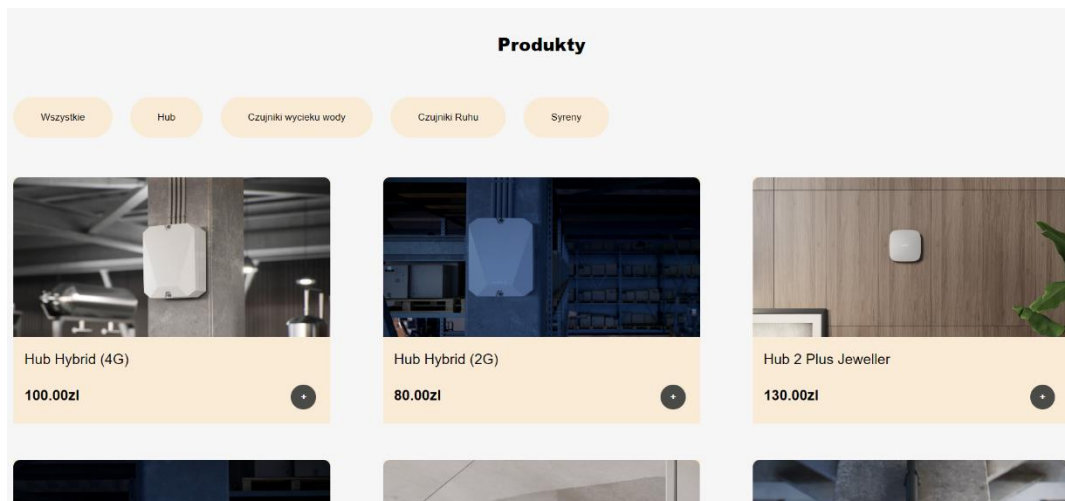 Produkty
Wszystkie
Hub
Czujniki wycieku wody
Czujniki Ruhu
Syreny
Hub Hybrid (4G)
100.00zl
+
Hub Hybrid (2G)
80.00zl
+
Hub 2 Plus Jeweller
130.00zl
+